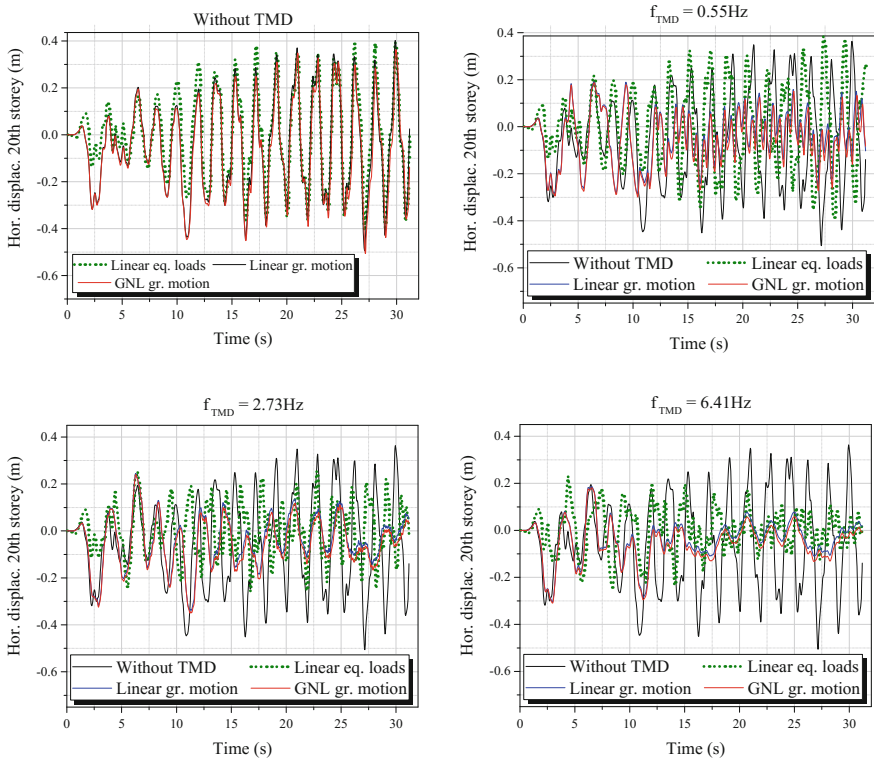 Without TMD
Hor. displac. 20th storey (m)
0.4
0.2
0.0
-0.2
-0.4
-0.6
Linear eq. loads
Linear gr. motion
GNL gr. motion
0 5 10 15 20 25 30
Time (s)
f_TMD = 0.55Hz
Hor. displac. 20th storey (m)
0.4
0.2
0.0
-0.2
-0.4
-0.6
Without TMD
Linear eq. loads
Linear gr. motion
GNL gr. motion
0 5 10 15 20 25 30
Time (s)
f_TMD = 2.73Hz
Hor. displac. 20th storey (m)
0.4
0.2
0.0
-0.2
-0.4
-0.6
Without TMD
Linear eq. loads
Linear gr. motion
GNL gr. motion
0 5 10 15 20 25 30
Time (s)
f_TMD = 6.41Hz
Hor. displac. 20th storey (m)
0.4
0.2
0.0
-0.2
-0.4
-0.6
Without TMD
Linear eq. loads
Linear gr. motion
GNL gr. motion
0 5 10 15 20 25 30
Time (s)